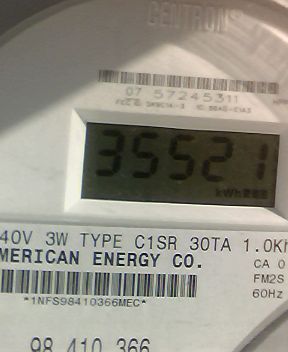 CENTRON
07 57245311
35521
kWh
40V 3W TYPE C1SR 30TA 1.0Kh
MERICAN ENERGY CO.
CA 0
FM2S
60Hz
*1NFS98410366MEC*
98 410 366